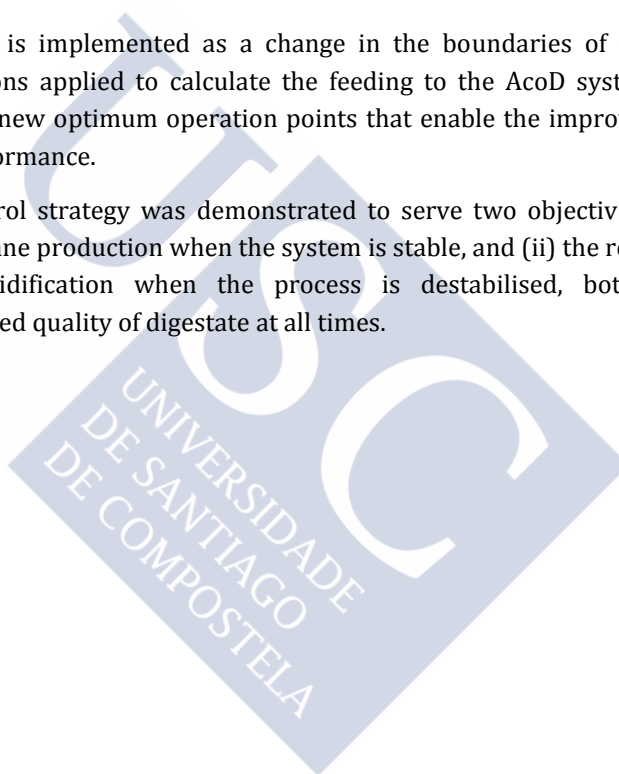 is implemented as a change in the boundaries of
ons applied to calculate the feeding to the AcoD syst
new optimum operation points that enable the improv
ormance.
rol strategy was demonstrated to serve two objectiv
ane production when the system is stable, and (ii) the re
idification when the process is destabilised, bot
ed quality of digestate at all times.
USC
UNIVERSIDADE
DE SANTIAGO
DE COMPOSTELA